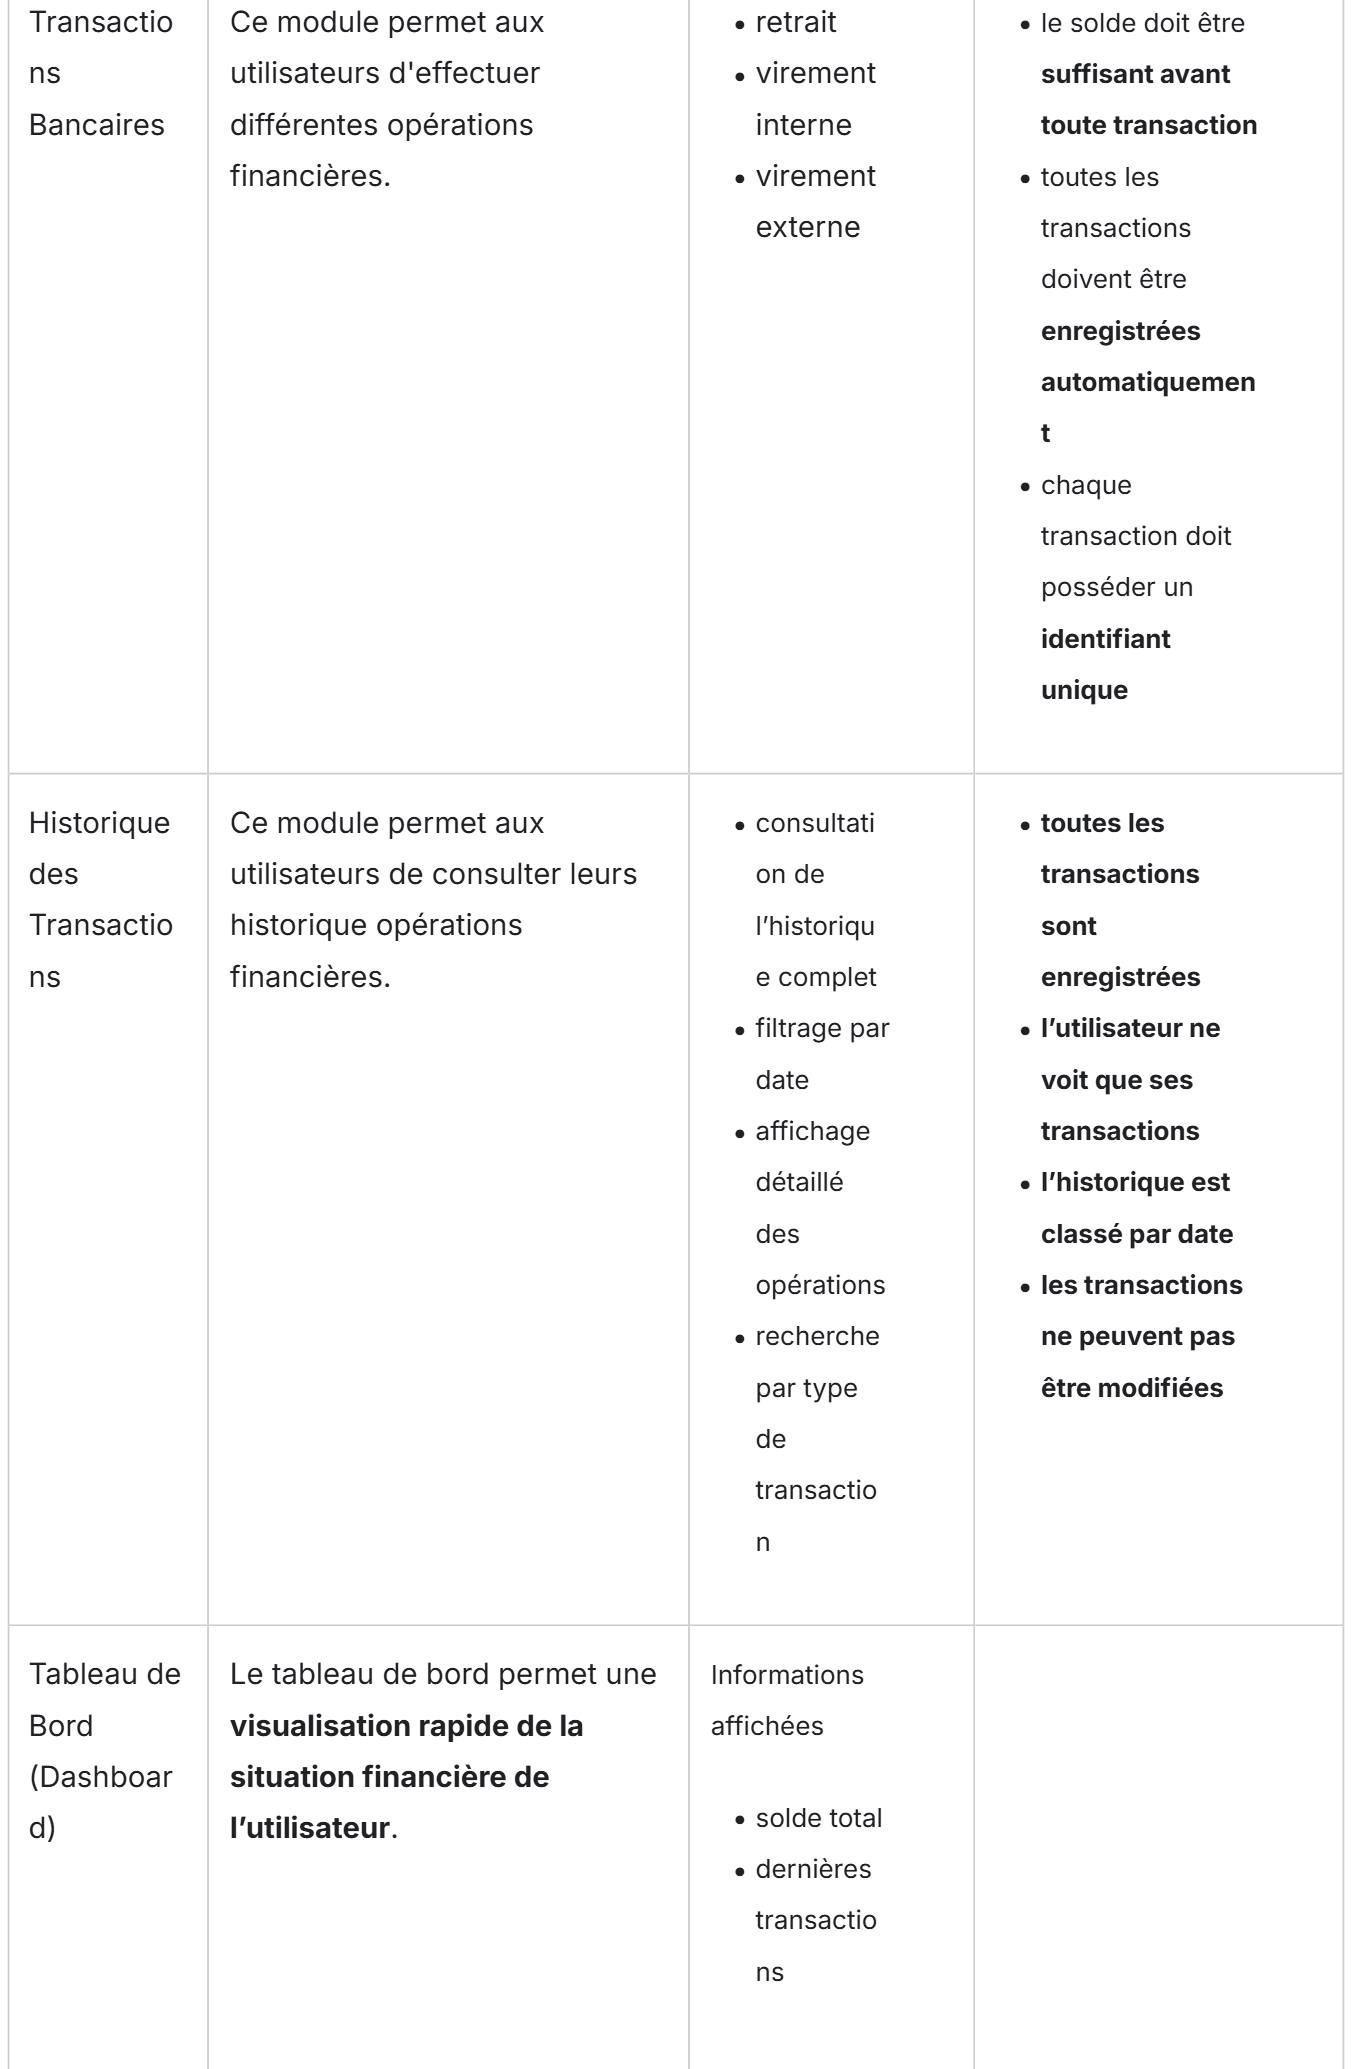 Transactio
ns
Bancaires
Ce module permet aux
utilisateurs d'effectuer
différentes opérations
financières.
• retrait
• virement
interne
• virement
externe
• le solde doit être
suffisant avant
toute transaction
• toutes les
transactions
doivent être
enregistrées
automatiquemen
t
• chaque
transaction doit
posséder un
identifiant
unique
Historique
des
Transactio
ns
Ce module permet aux
utilisateurs de consulter leurs
historique opérations
financières.
• consultati
on de
l’historiqu
e complet
• filtrage par
date
• affichage
détaillé
des
opérations
• recherche
par type
de
transactio
n
• toutes les
transactions
sont
enregistrées
• l’utilisateur ne
voit que ses
transactions
• l’historique est
classé par date
• les transactions
ne peuvent pas
être modifiées
Tableau de
Bord
(Dashboar
d)
Le tableau de bord permet une
visualisation rapide de la
situation financière de
l’utilisateur.
Informations
affichées
• solde total
• dernières
transactio
ns